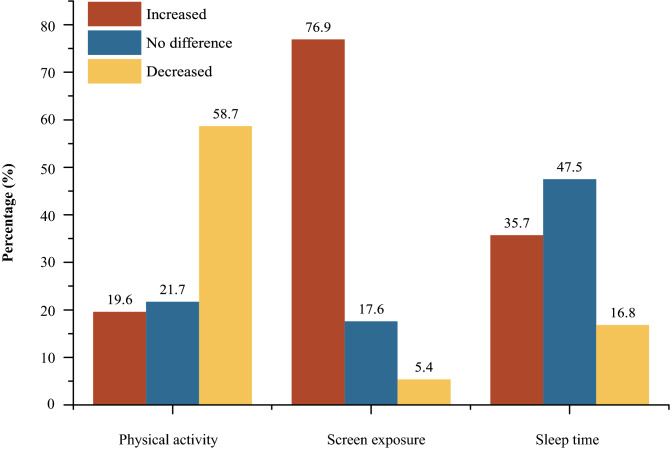 Increased
No difference
Decreased
Percentage (%)
80
70
60
50
40
30
20
10
0
19.6
21.7
58.7
76.9
17.6
5.4
35.7
47.5
16.8
Physical activity
Screen exposure
Sleep time